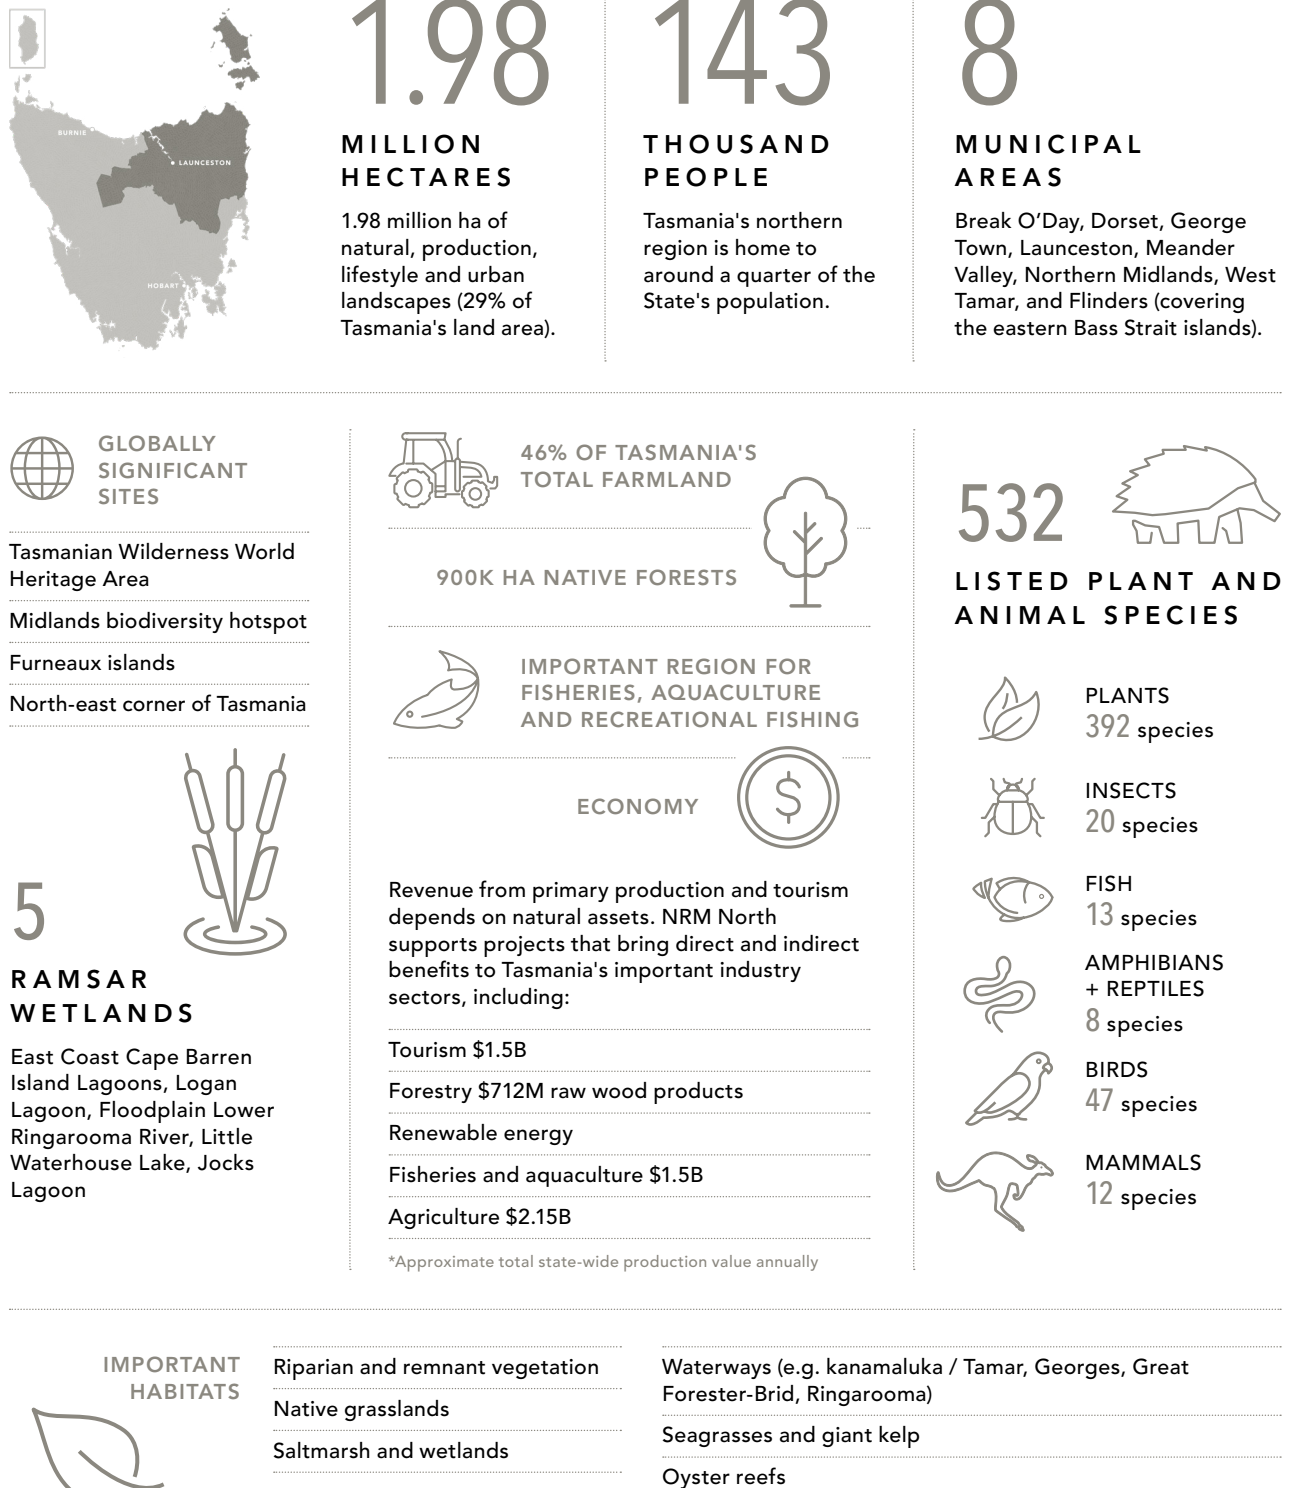 BURNIE
LAUNCESTON
HOBART
1.98
MILLION
HECTARES
1.98 million ha of
natural, production,
lifestyle and urban
landscapes (29% of
Tasmania's land area).
143
THOUSAND
PEOPLE
Tasmania's northern
region is home to
around a quarter of the
State's population.
8
MUNICIPAL
AREAS
Break O’Day, Dorset, George
Town, Launceston, Meander
Valley, Northern Midlands, West
Tamar, and Flinders (covering
the eastern Bass Strait islands).
GLOBALLY
SIGNIFICANT
SITES
Tasmanian Wilderness World
Heritage Area
Midlands biodiversity hotspot
Furneaux islands
North-east corner of Tasmania
5
RAMSAR
WETLANDS
East Coast Cape Barren
Island Lagoons, Logan
Lagoon, Floodplain Lower
Ringarooma River, Little
Waterhouse Lake, Jocks
Lagoon
46% OF TASMANIA'S
TOTAL FARMLAND
900K HA NATIVE FORESTS
IMPORTANT REGION FOR
FISHERIES, AQUACULTURE
AND RECREATIONAL FISHING
ECONOMY
$
Revenue from primary production and tourism
depends on natural assets. NRM North
supports projects that bring direct and indirect
benefits to Tasmania's important industry
sectors, including:
Tourism $1.5B
Forestry $712M raw wood products
Renewable energy
Fisheries and aquaculture $1.5B
Agriculture $2.15B
*Approximate total state-wide production value annually
532
LISTED PLANT AND
ANIMAL SPECIES
PLANTS
392 species
INSECTS
20 species
FISH
13 species
AMPHIBIANS
+ REPTILES
8 species
BIRDS
47 species
MAMMALS
12 species
IMPORTANT
HABITATS
Riparian and remnant vegetation
Native grasslands
Saltmarsh and wetlands
Waterways (e.g. kanamaluka / Tamar, Georges, Great
Forester-Brid, Ringarooma)
Seagrasses and giant kelp
Oyster reefs